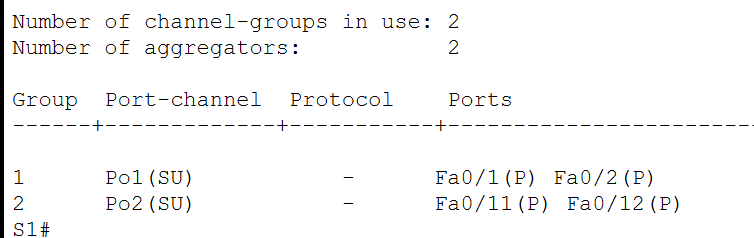 Number of channel-groups in use: 2
Number of aggregators:           2
Group  Port-channel  Protocol    Ports
------+-------------+-----------+------------------------
1      Po1(SU)           -      Fa0/1(P) Fa0/2(P)
2      Po2(SU)           -      Fa0/11(P) Fa0/12(P)
S1#